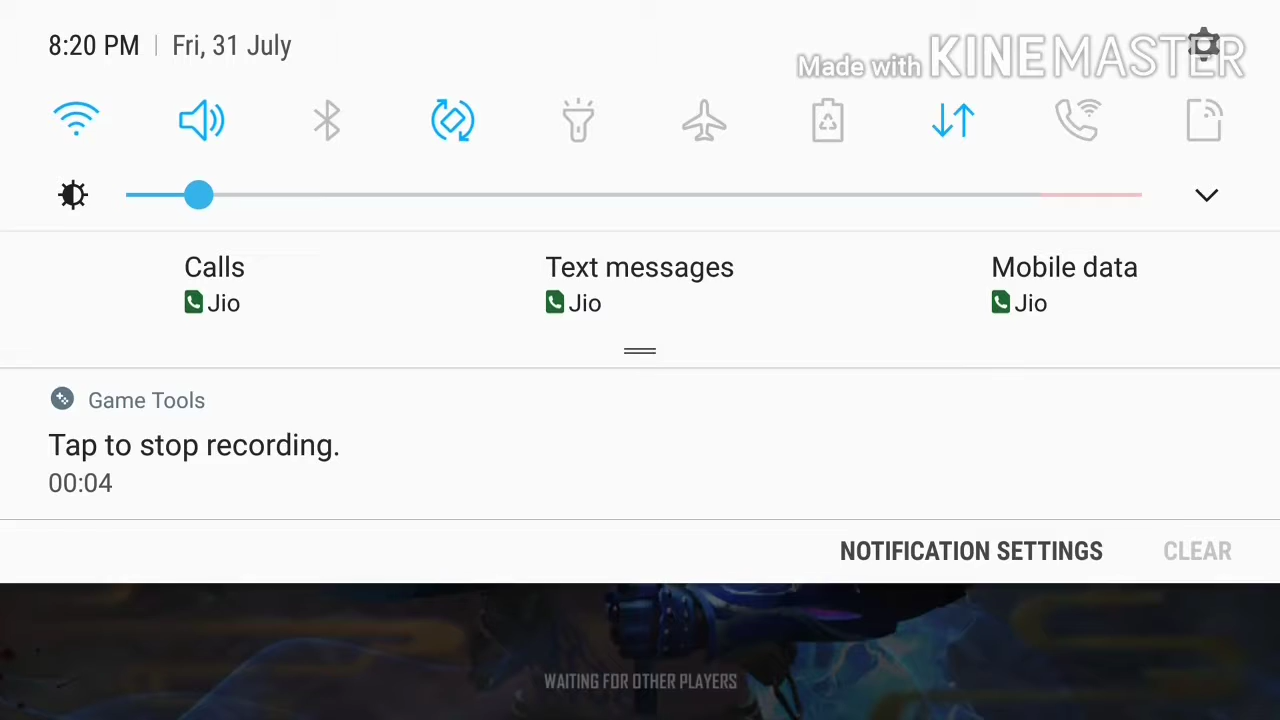 8:20 PM | Fri, 31 July
Made with KINEMASTER
Calls
Text messages
Mobile data
Jio
Jio
Jio
Game Tools
Tap to stop recording.
00:04
NOTIFICATION SETTINGS
CLEAR
WAITING FOR OTHER PLAYERS